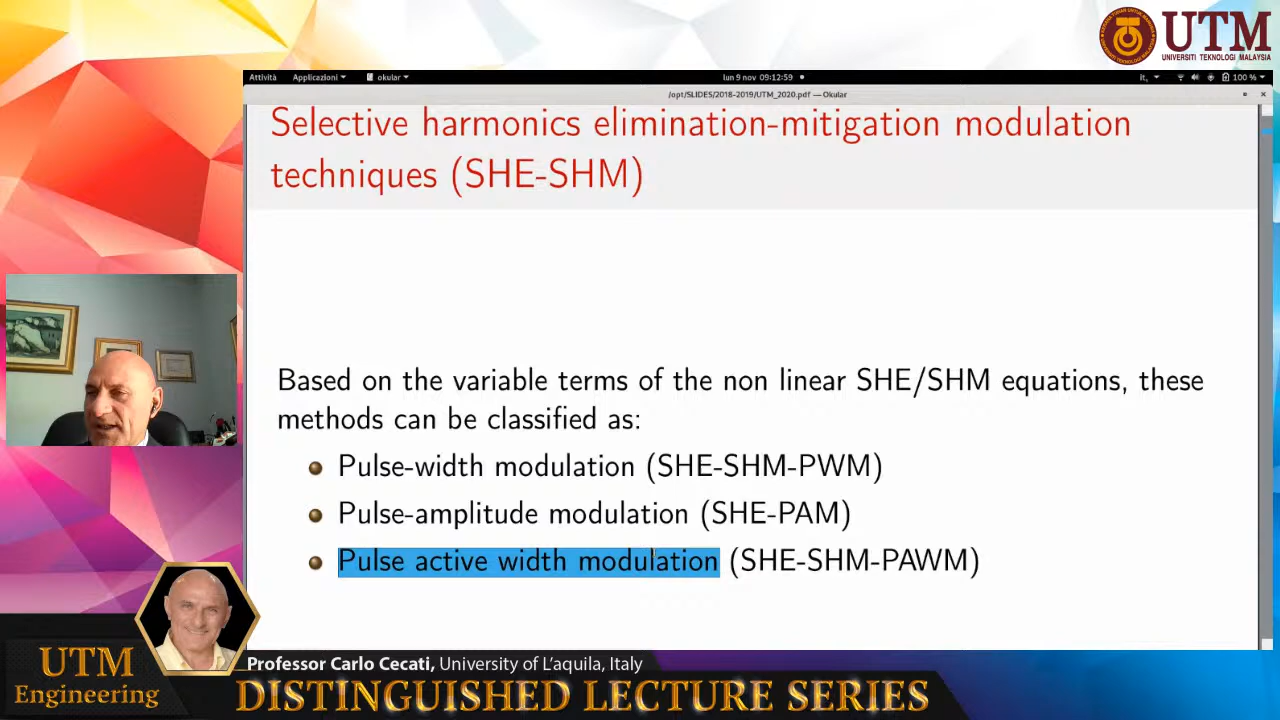 UTM
UNIVERSITI TEKNOLOGI MALAYSIA
Attività Applicazioni okular lun 9 nov 09:12:59 it, 100 %
/opt/SLIDES/2018-2019/UTM_2020.pdf — Okular
Selective harmonics elimination-mitigation modulation
techniques (SHE-SHM)
Based on the variable terms of the non linear SHE/SHM equations, these
methods can be classified as:
Pulse-width modulation (SHE-SHM-PWM)
Pulse-amplitude modulation (SHE-PAM)
Pulse active width modulation (SHE-SHM-PAWM)
UTM
Engineering
Professor Carlo Cecati, University of L'aquila, Italy
DISTINGUISHED LECTURE SERIES